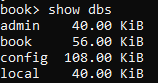 book> show dbs
admin    40.00 KiB
book     56.00 KiB
config  108.00 KiB
local    40.00 KiB